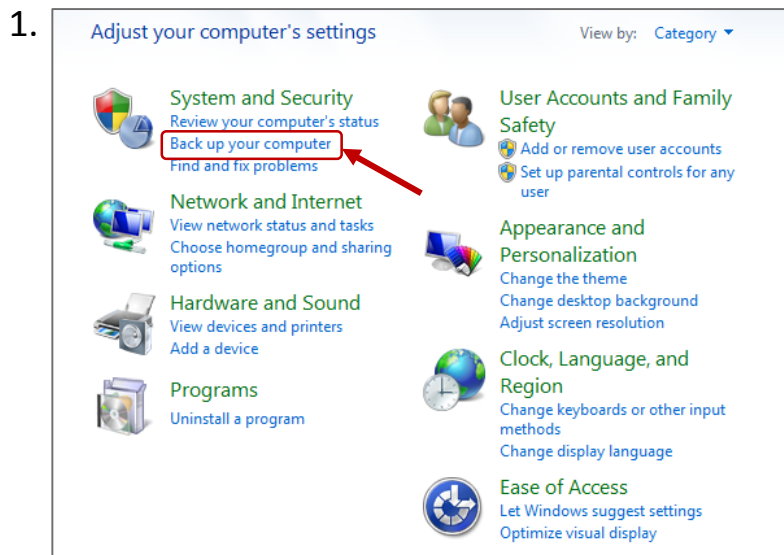 1.
Adjust your computer's settings
View by: Category
System and Security
Review your computer's status
Back up your computer
Find and fix problems
Network and Internet
View network status and tasks
Choose homegroup and sharing
options
Hardware and Sound
View devices and printers
Add a device
Programs
Uninstall a program
User Accounts and Family
Safety
Add or remove user accounts
Set up parental controls for any
user
Appearance and
Personalization
Change the theme
Change desktop background
Adjust screen resolution
Clock, Language, and
Region
Change keyboards or other input
methods
Change display language
Ease of Access
Let Windows suggest settings
Optimize visual display